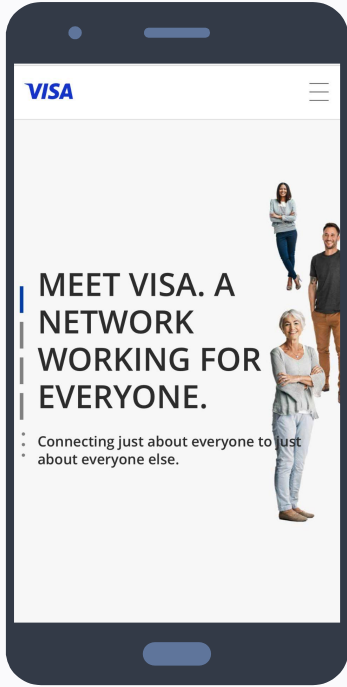 VISA
MEET VISA. A
NETWORK
WORKING FOR
EVERYONE.
Connecting just about everyone to just
about everyone else.